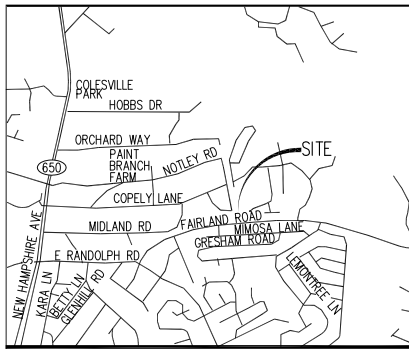 COLESVILLE
PARK
HOBBS DR
ORCHARD WAY
SITE
PAINT
BRANCH
FARM
NOTLEY RD
650
COPELY LANE
MIDLAND RD
FAIRLAND ROAD
MIMOSA LANE
GRESHAM ROAD
E RANDOLPH RD
NEW HAMPSHIRE AVE
KARA LN
BETTY LN
GLENHILL RD
LEMONTREE LN